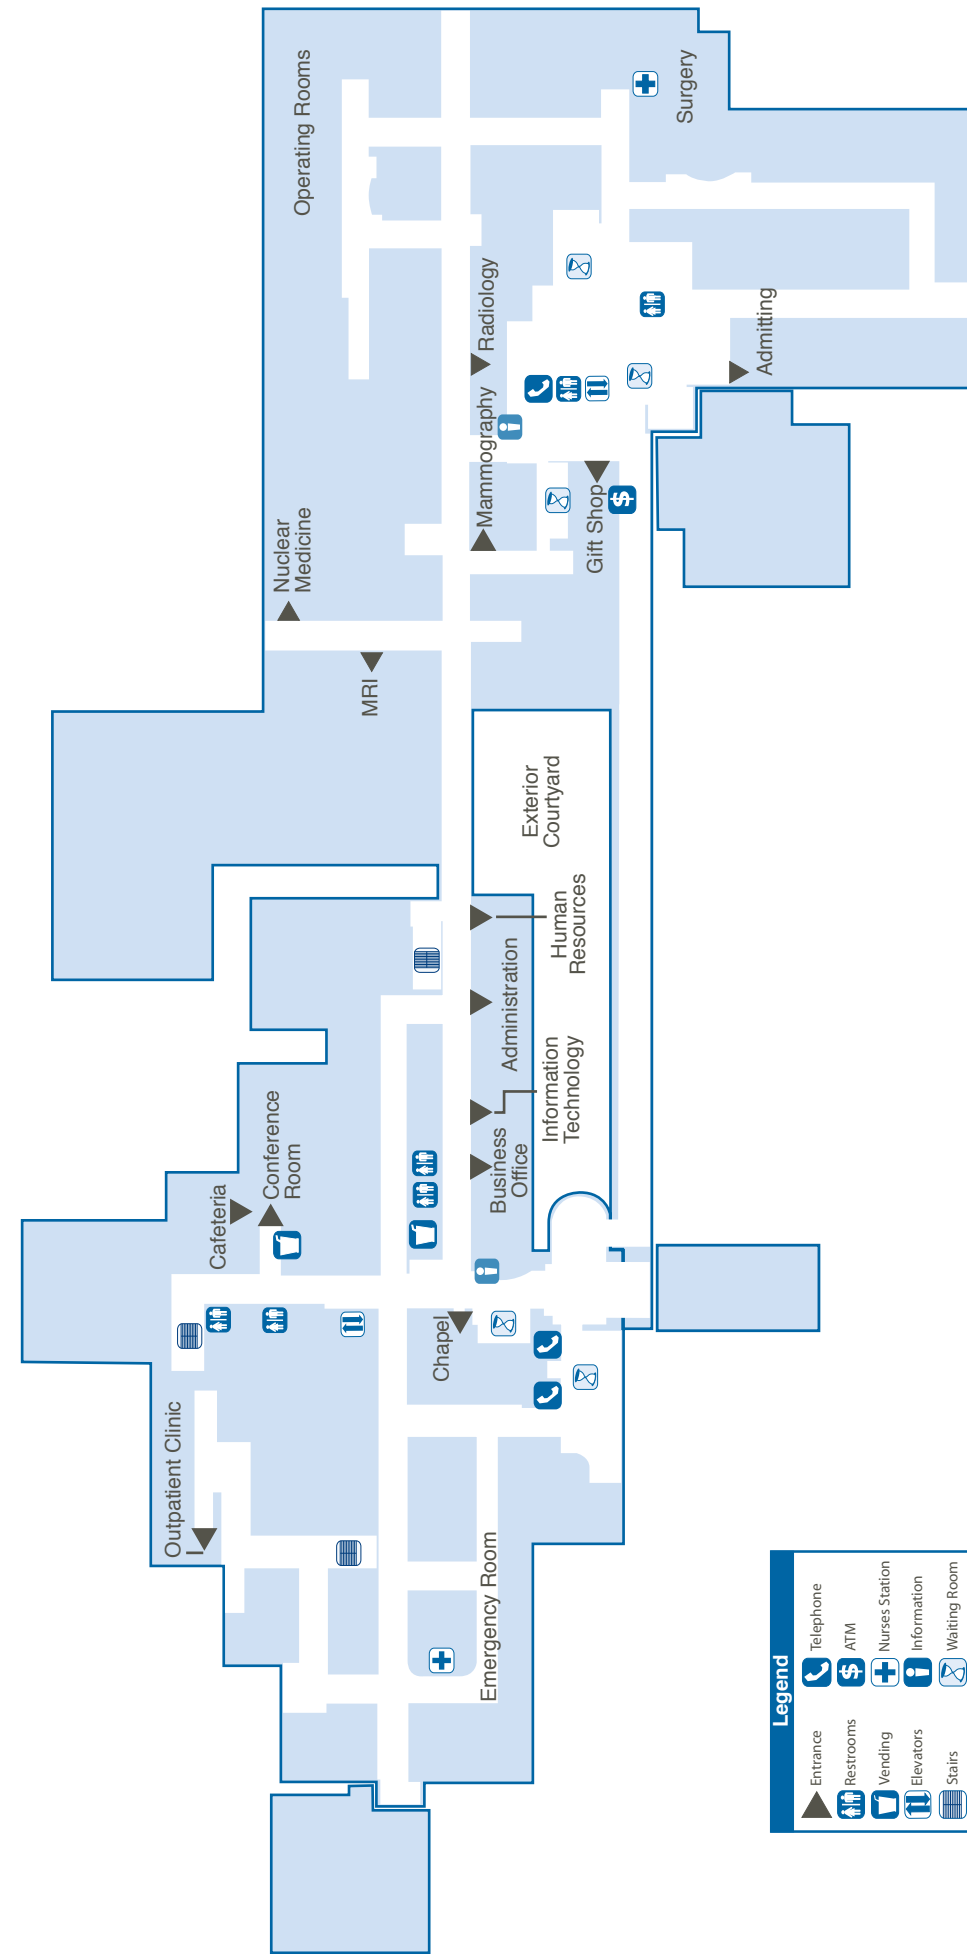 Outpatient Clinic
Cafeteria
Conference
Room
Nuclear
Medicine
Operating Rooms
MRI
Emergency Room
Chapel
Business
Office
Information
Technology
Administration
Human
Resources
Exterior
Courtyard
Mammography
Radiology
Gift Shop
Surgery
Admitting
Legend
Entrance
Restrooms
Vending
Elevators
Stairs
Telephone
ATM
Nurses Station
Information
Waiting Room